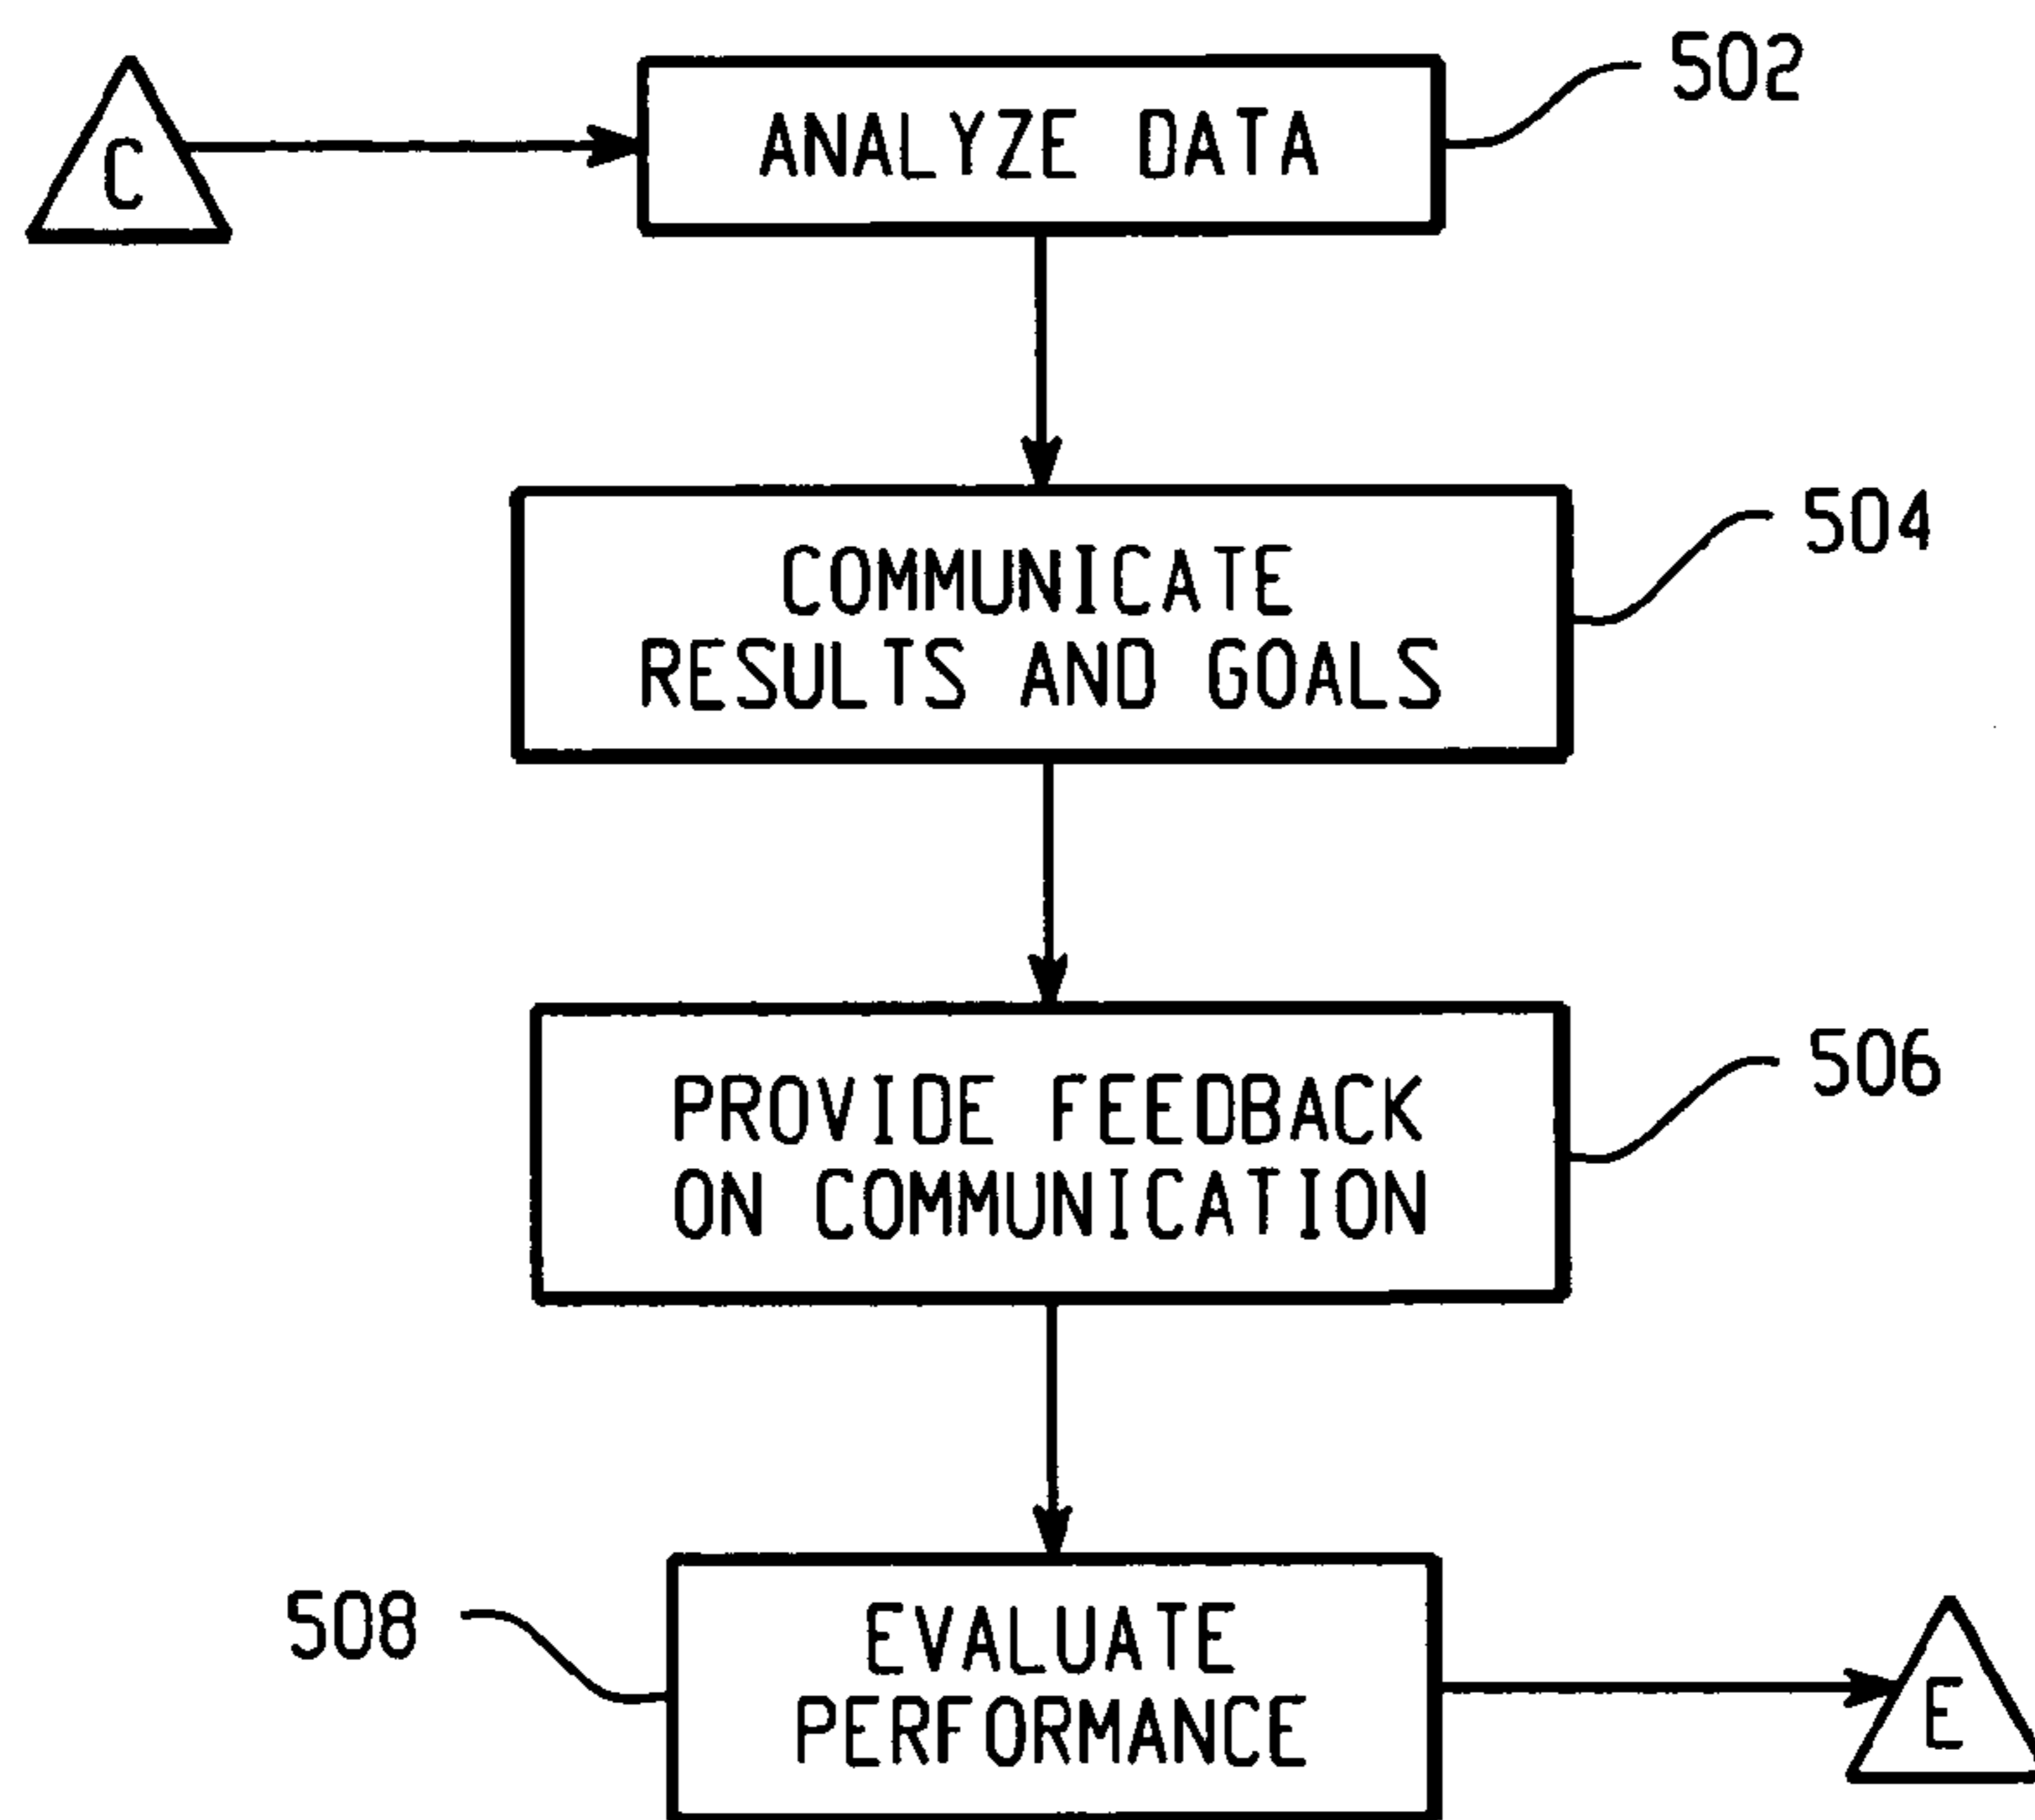 C
ANALYZE DATA
502
COMMUNICATE
RESULTS AND GOALS
504
PROVIDE FEEDBACK
ON COMMUNICATION
506
508
EVALUATE
PERFORMANCE
E